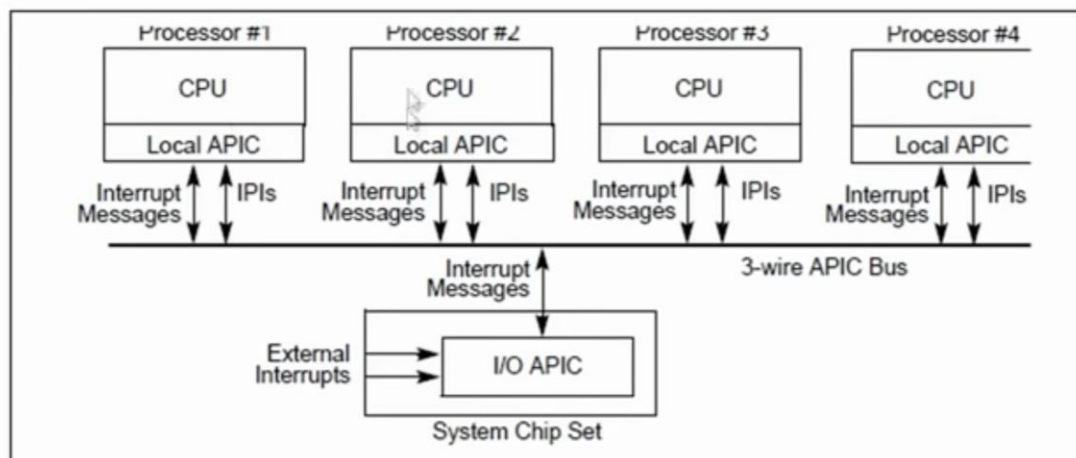 Processor #1
Processor #2
Processor #3
Processor #4
CPU
CPU
CPU
CPU
Local APIC
Local APIC
Local APIC
Local APIC
Interrupt
Messages
IPIs
Interrupt
Messages
IPIs
Interrupt
Messages
IPIs
Interrupt
Messages
IPIs
Interrupt
Messages
3-wire APIC Bus
External
Interrupts
I/O APIC
System Chip Set